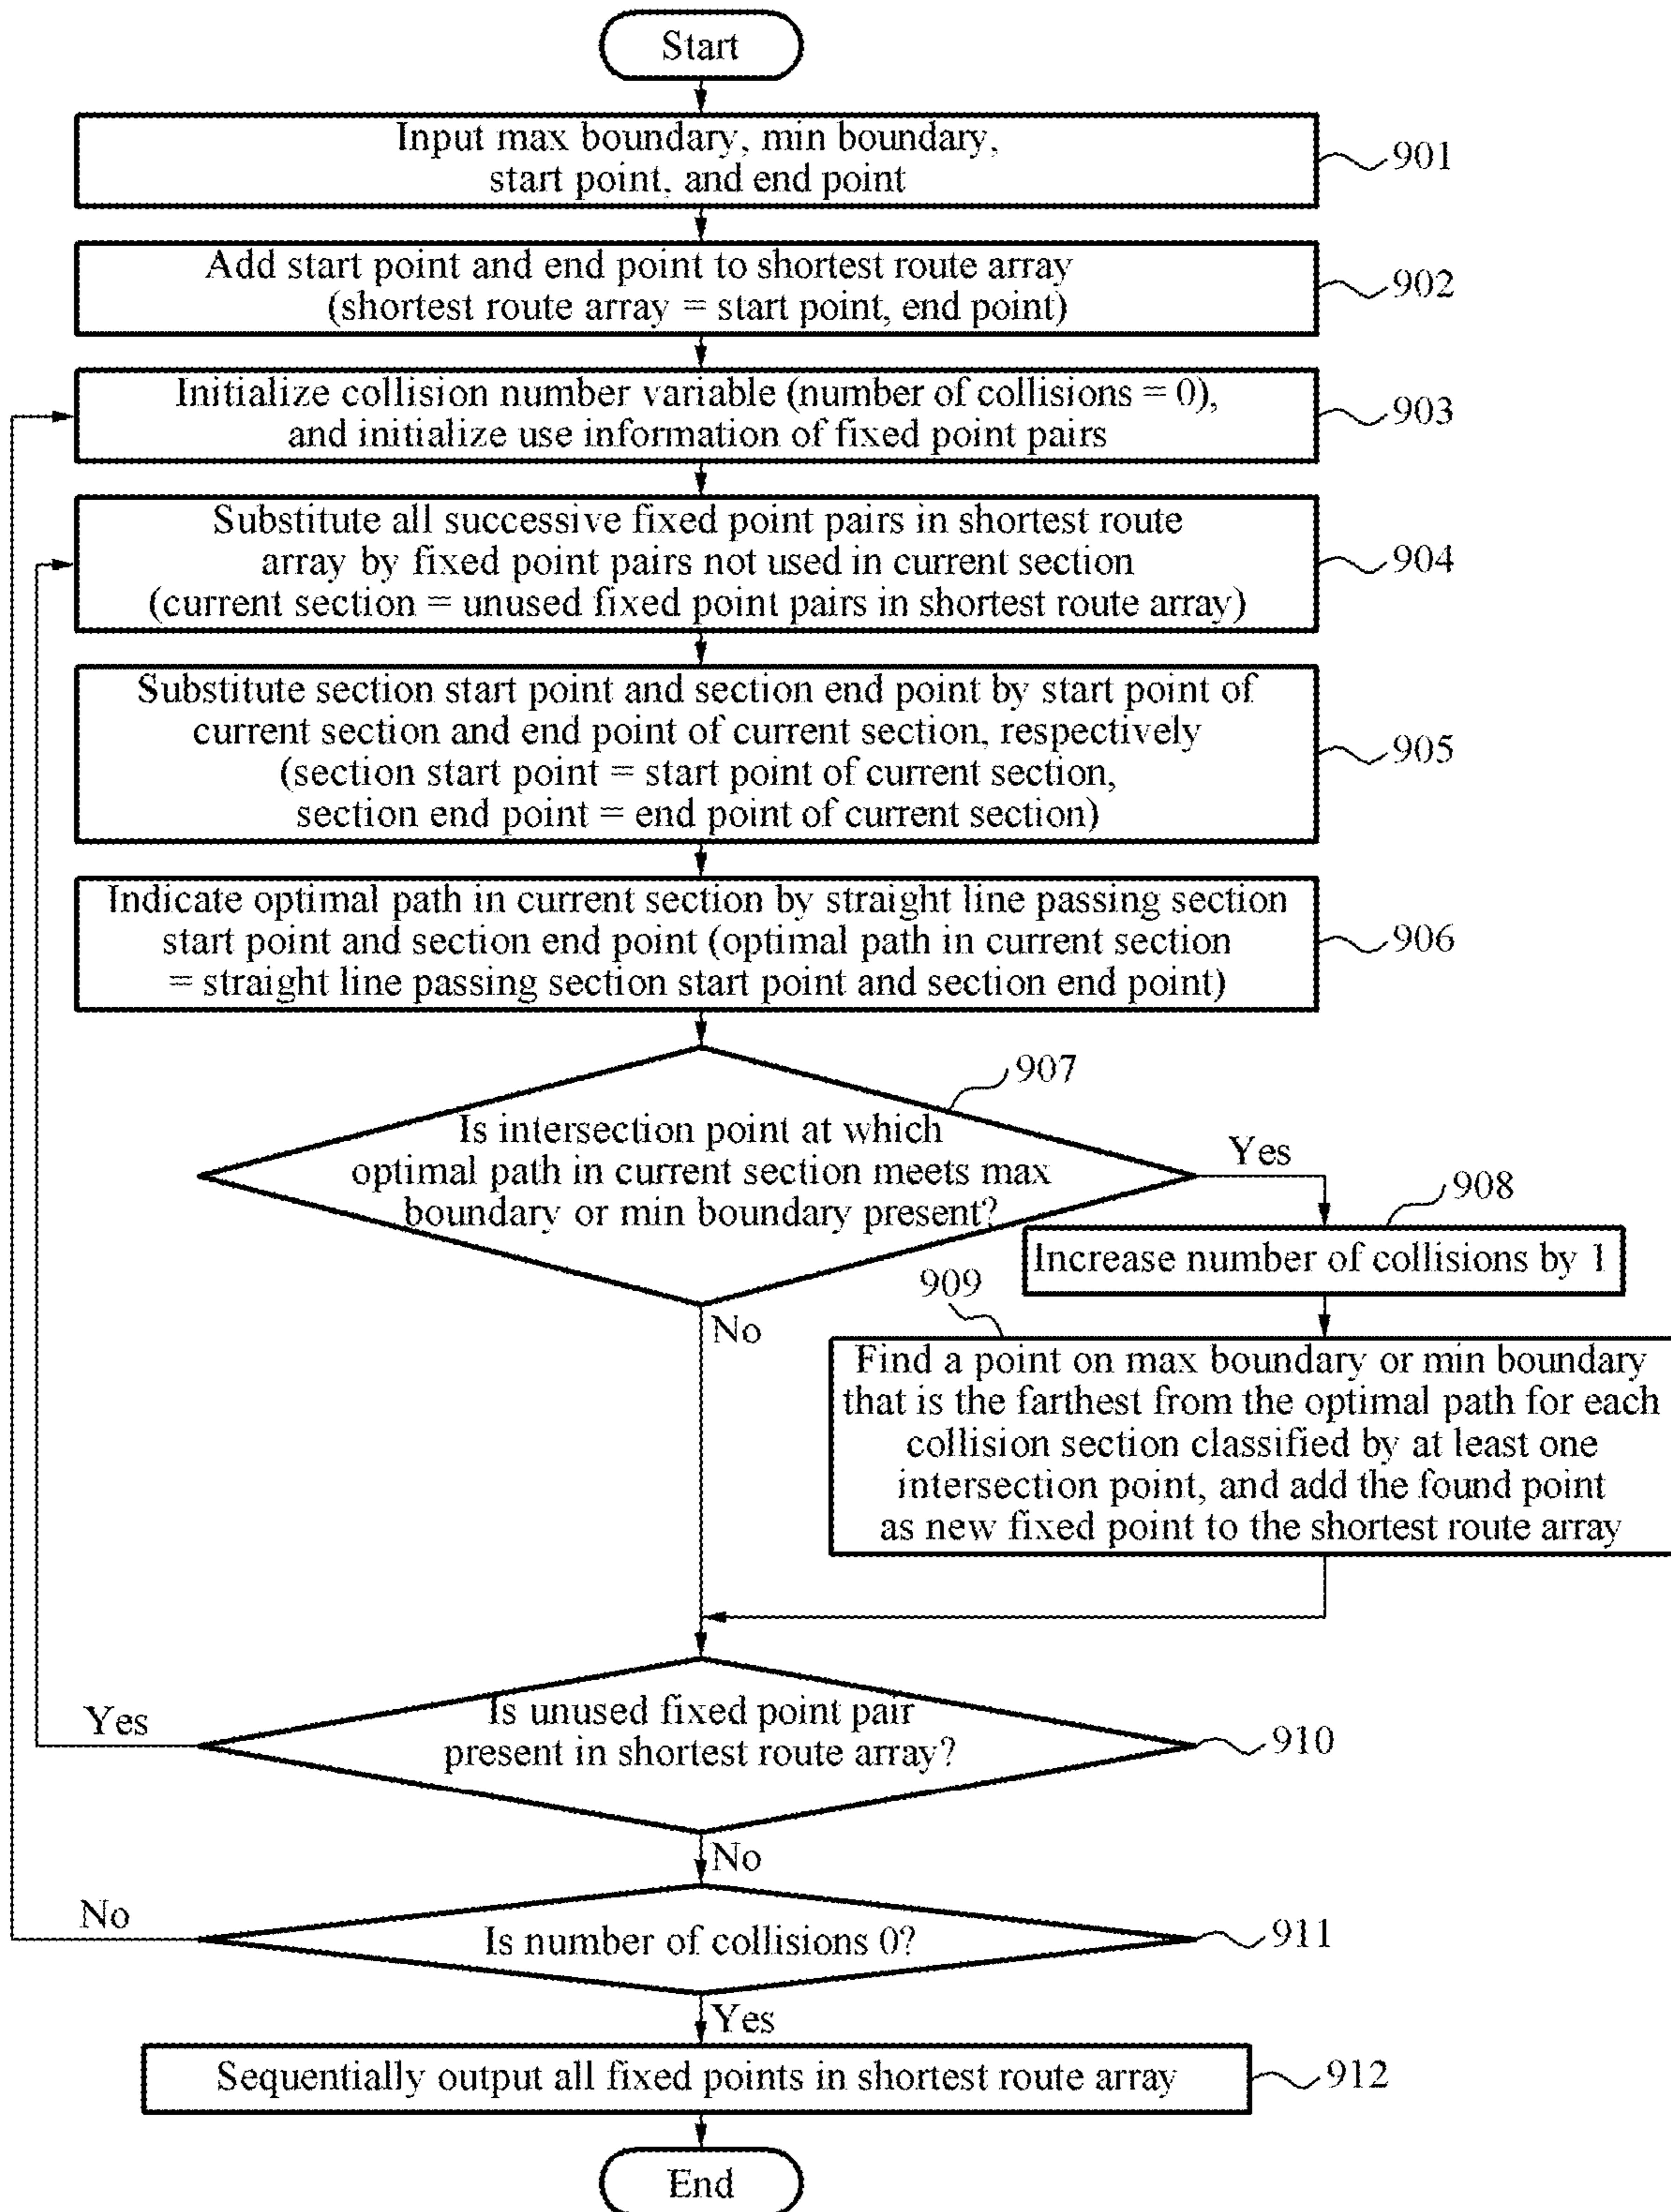 Start
Input max boundary, min boundary,
start point, and end point
901
Add start point and end point to shortest route array
(shortest route array = start point, end point)
902
Initialize collision number variable (number of collisions = 0),
and initialize use information of fixed point pairs
903
Substitute all successive fixed point pairs in shortest route
array by fixed point pairs not used in current section
(current section = unused fixed point pairs in shortest route array)
904
Substitute section start point and section end point by start point of
current section and end point of current section, respectively
(section start point = start point of current section,
section end point = end point of current section)
905
Indicate optimal path in current section by straight line passing section
start point and section end point (optimal path in current section
= straight line passing section start point and section end point)
906
907
Is intersection point at which
optimal path in current section meets max
boundary or min boundary present?
Yes
908
Increase number of collisions by 1
909
No
Find a point on max boundary or min boundary
that is the farthest from the optimal path for each
collision section classified by at least one
intersection point, and add the found point
as new fixed point to the shortest route array
Yes
Is unused fixed point pair
present in shortest route array?
910
No
No
Is number of collisions 0?
911
Yes
Sequentially output all fixed points in shortest route array
912
End